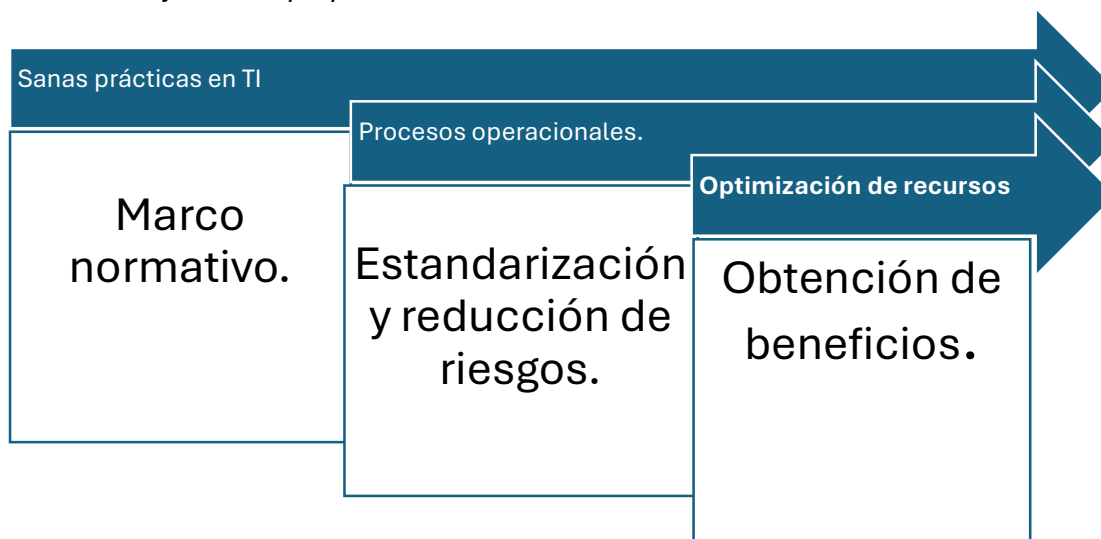 Sanas prácticas en TI
Procesos operacionales.
Optimización de recursos
Marco
normativo.
Estandarización
y reducción de
riesgos.
Obtención de
beneficios.